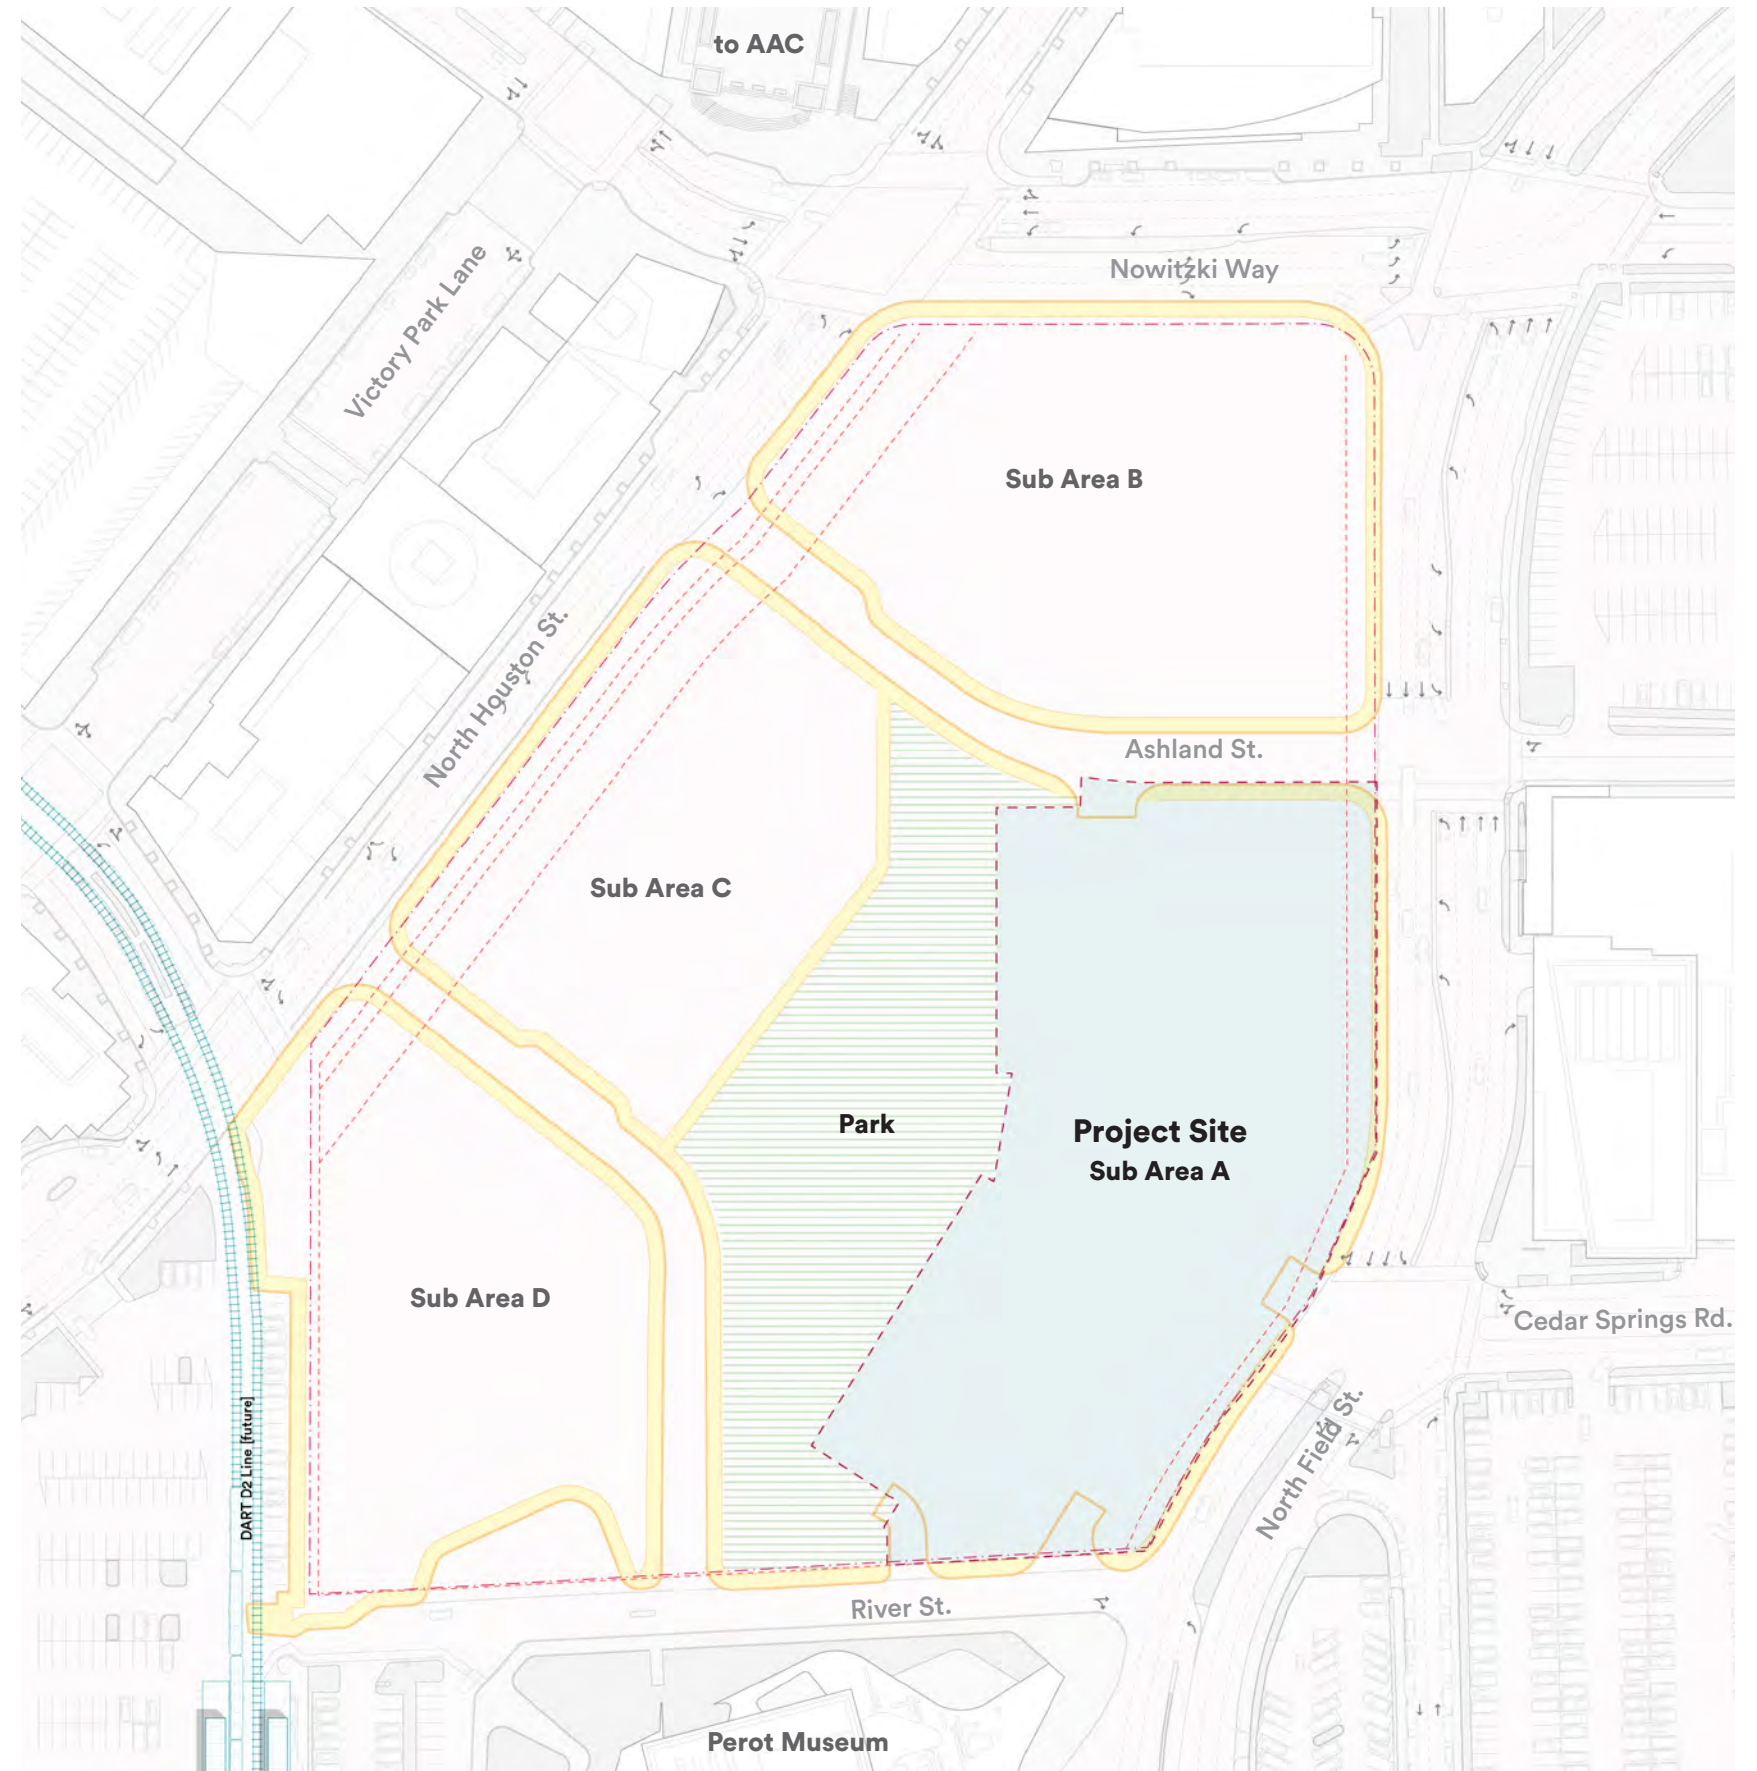 to AAC
Nowitzki Way
Victory Park Lane
Sub Area B
North Houston St.
Ashland St.
Sub Area C
Park
Project Site
Sub Area A
Sub Area D
Cedar Springs Rd.
DART D2 Line [future]
North Field St.
River St.
Perot Museum